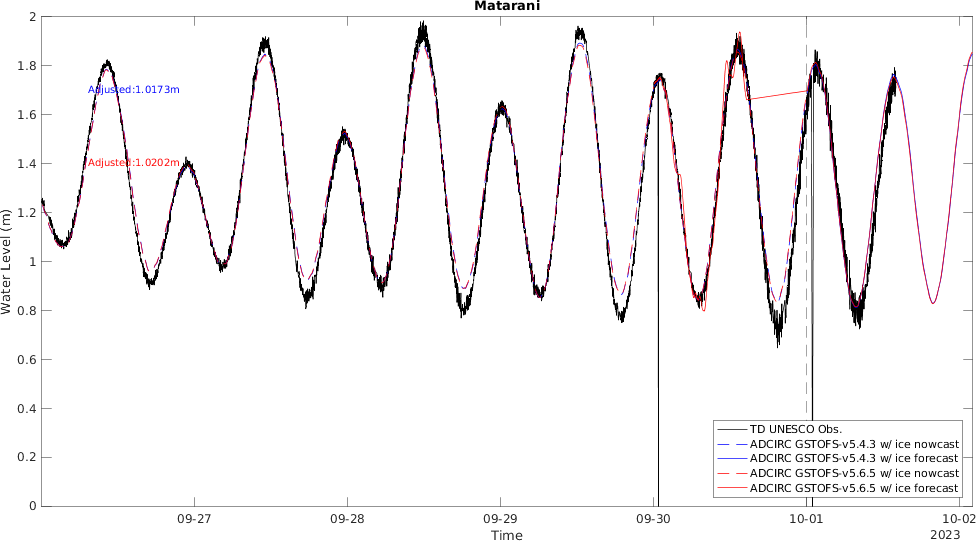 Matarani
2
1.8
1.6
1.4
1.2
1
0.8
0.6
0.4
0.2
0
Water Level (m)
Adjusted:1.0173m
Adjusted:1.0202m
TD UNESCO Obs.
ADCIRC GSTOFS-v5.4.3 w/ ice nowcast
ADCIRC GSTOFS-v5.4.3 w/ ice forecast
ADCIRC GSTOFS-v5.6.5 w/ ice nowcast
ADCIRC GSTOFS-v5.6.5 w/ ice forecast
09-27 09-28 09-29 09-30 10-01 10-02
Time
2023